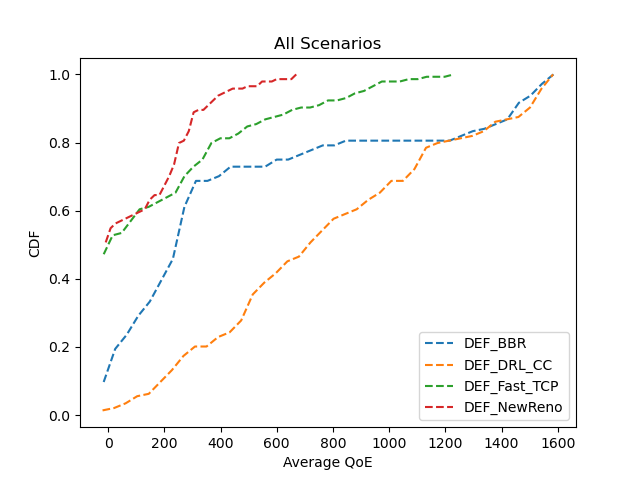 All Scenarios
1.0
0.8
0.6
0.4
0.2
0.0
CDF
0 200 400 600 800 1000 1200 1400 1600
Average QoE
DEF_BBR
DEF_DRL_CC
DEF_Fast_TCP
DEF_NewReno